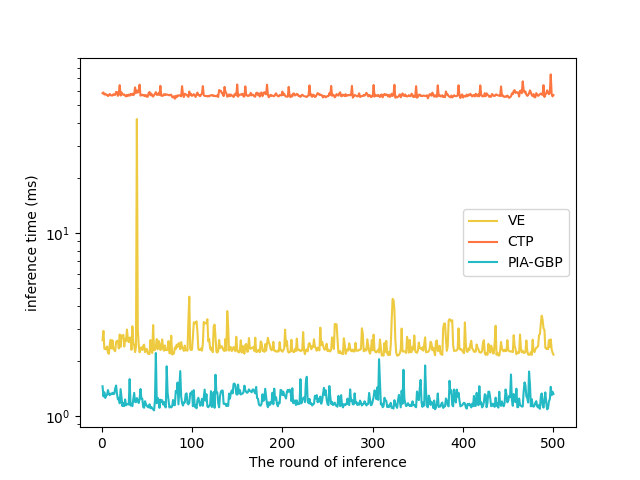 inference time (ms)
10¹
10⁰
VE
CTP
PIA-GBP
0 100 200 300 400 500
The round of inference